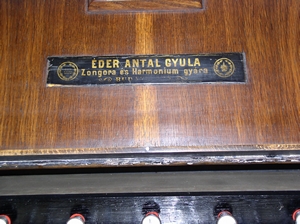 ÉDER ANTAL GYULA
Zongora és Harmonium gyára